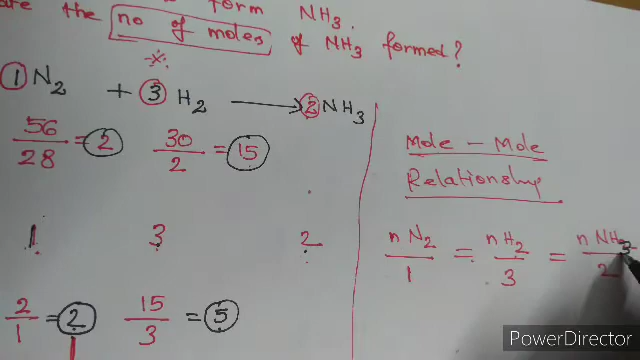 the form NH3.
the no of moles of NH3 formed?
1 N2 + 3 H2 → 2 NH3
56/28 = 2 30/2 = 15
1 3 2
2/1 = 2 15/3 = 5
Mole - Mole
Relationship
n N2/1 = n H2/3 = n NH3/2
PowerDirector